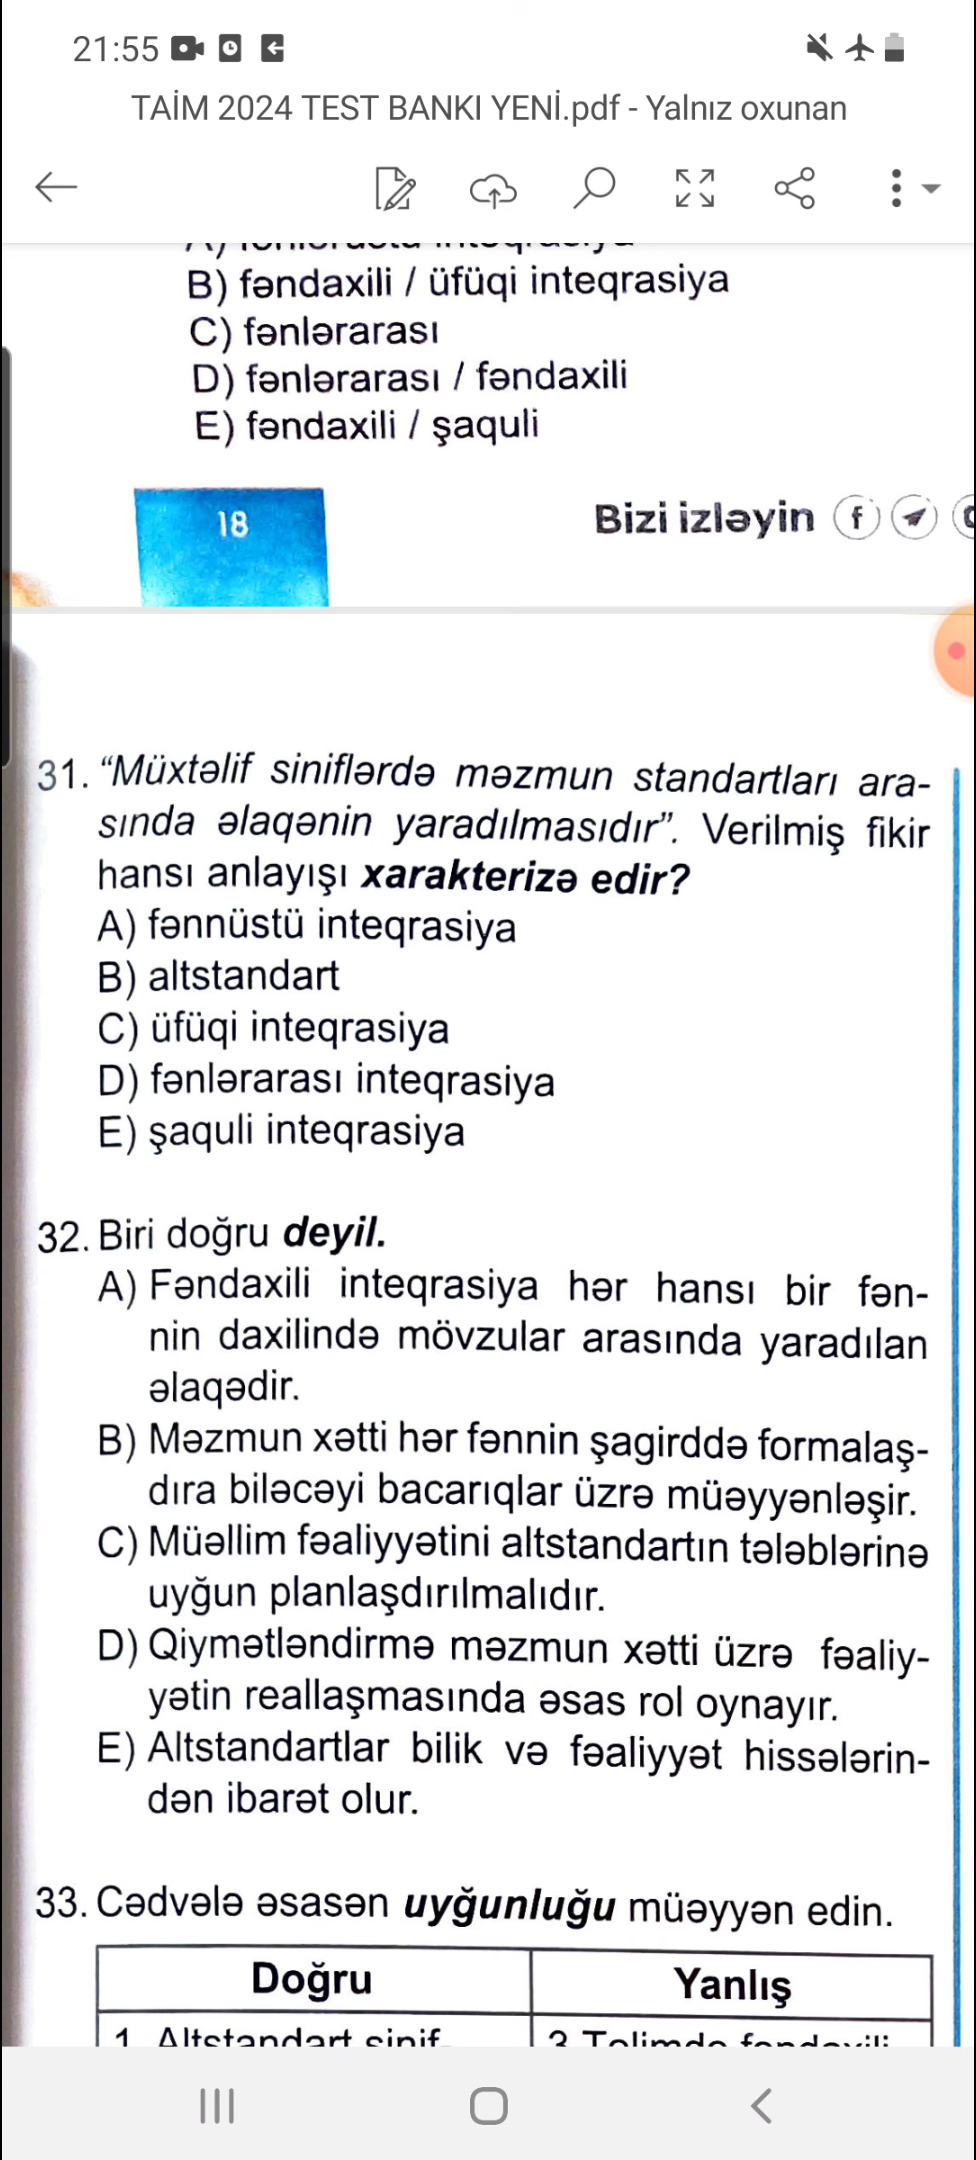 21:55
TAİM 2024 TEST BANKI YENİ.pdf - Yalnız oxunan
B) fəndaxili / üfüqi inteqrasiya
C) fənlərarası
D) fənlərarası / fəndaxili
E) fəndaxili / şaquli
18
Bizi izləyin
31. “Müxtəlif siniflərdə məzmun standartları ara-
sında əlaqənin yaradılmasıdır”. Verilmiş fikir
hansı anlayışı xarakterizə edir?
A) fənnüstü inteqrasiya
B) altstandart
C) üfüqi inteqrasiya
D) fənlərarası inteqrasiya
E) şaquli inteqrasiya
32. Biri doğru deyil.
A) Fəndaxili inteqrasiya hər hansı bir fən-
nin daxilində mövzular arasında yaradılan
əlaqədir.
B) Məzmun xətti hər fənnin şagirddə formalaş-
dıra biləcəyi bacarıqlar üzrə müəyyənləşir.
C) Müəllim fəaliyyətini altstandartın tələblərinə
uyğun planlaşdırılmalıdır.
D) Qiymətləndirmə məzmun xətti üzrə fəaliy-
yətin reallaşmasında əsas rol oynayır.
E) Altstandartlar bilik və fəaliyyət hissələrin-
dən ibarət olur.
33. Cədvələ əsasən uyğunluğu müəyyən edin.
Doğru
Yanlış
1. Altstandart sinif